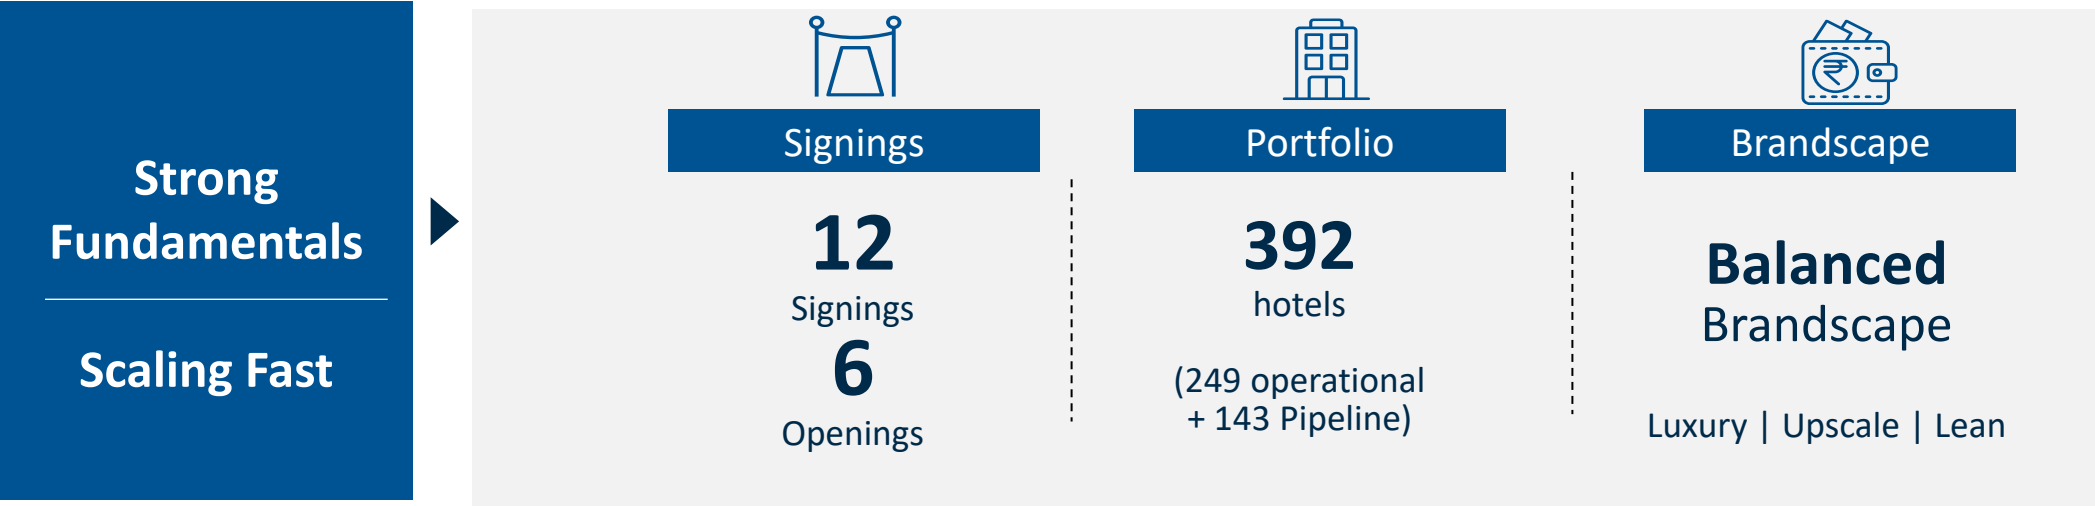 Strong
Fundamentals
Scaling Fast
Signings
12
Signings
6
Openings
Portfolio
392
hotels
(249 operational
+ 143 Pipeline)
₹
Brandscape
Balanced
Brandscape
Luxury | Upscale | Lean